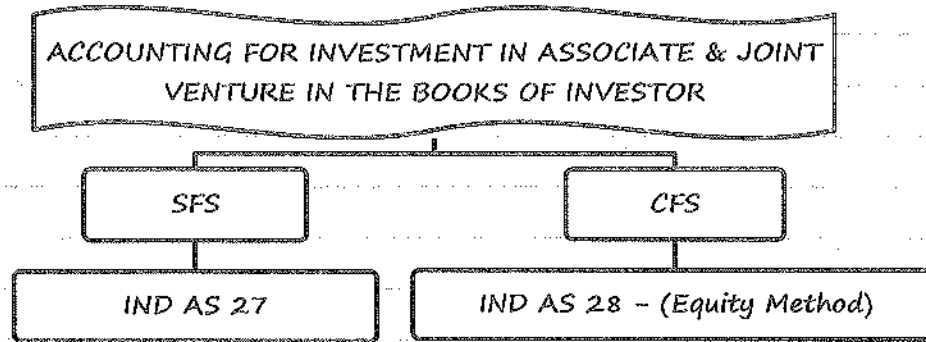 ACCOUNTING FOR INVESTMENT IN ASSOCIATE & JOINT
VENTURE IN THE BOOKS OF INVESTOR
SFS
CFS
IND AS 27
IND AS 28 - (Equity Method)